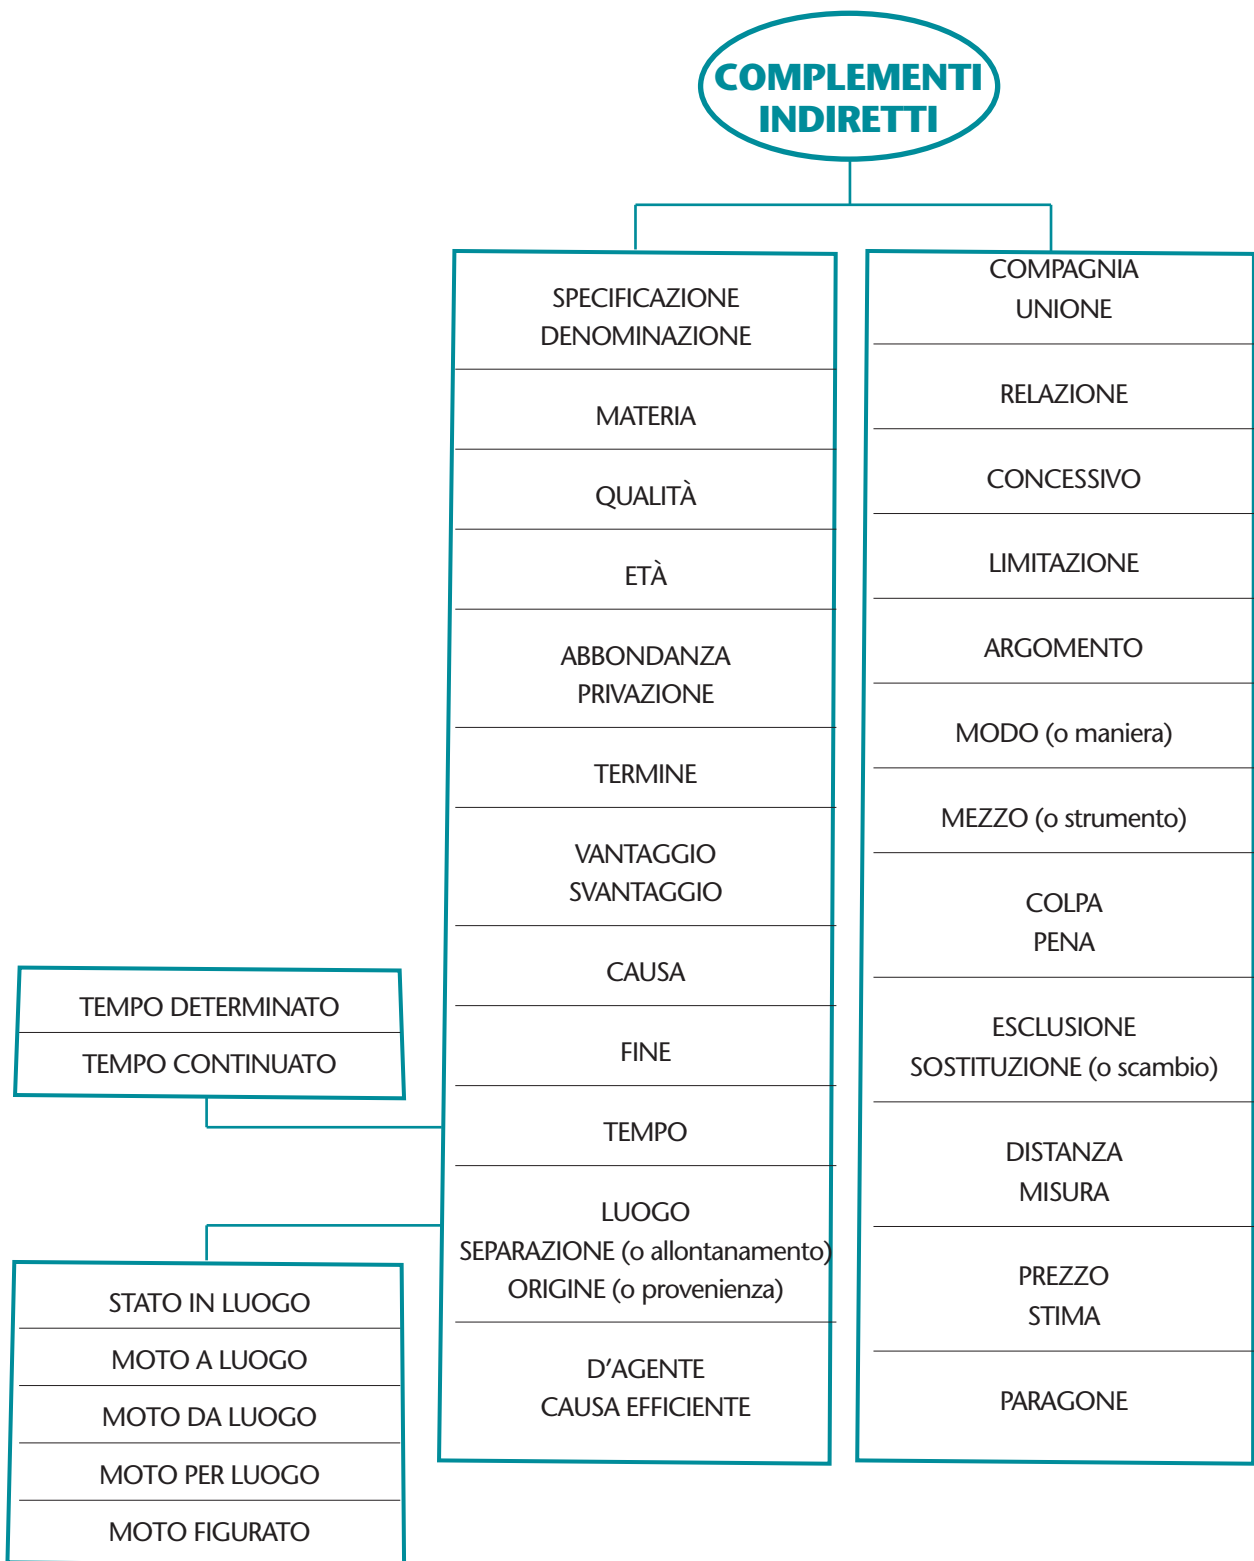 COMPLEMENTI
INDIRETTI
SPECIFICAZIONE
DENOMINAZIONE
MATERIA
QUALITÀ
ETÀ
ABBONDANZA
PRIVAZIONE
TERMINE
VANTAGGIO
SVANTAGGIO
CAUSA
FINE
TEMPO
LUOGO
SEPARAZIONE (o allontanamento)
ORIGINE (o provenienza)
D’AGENTE
CAUSA EFFICIENTE
COMPAGNIA
UNIONE
RELAZIONE
CONCESSIVO
LIMITAZIONE
ARGOMENTO
MODO (o maniera)
MEZZO (o strumento)
COLPA
PENA
ESCLUSIONE
SOSTITUZIONE (o scambio)
DISTANZA
MISURA
PREZZO
STIMA
PARAGONE
TEMPO DETERMINATO
TEMPO CONTINUATO
STATO IN LUOGO
MOTO A LUOGO
MOTO DA LUOGO
MOTO PER LUOGO
MOTO FIGURATO